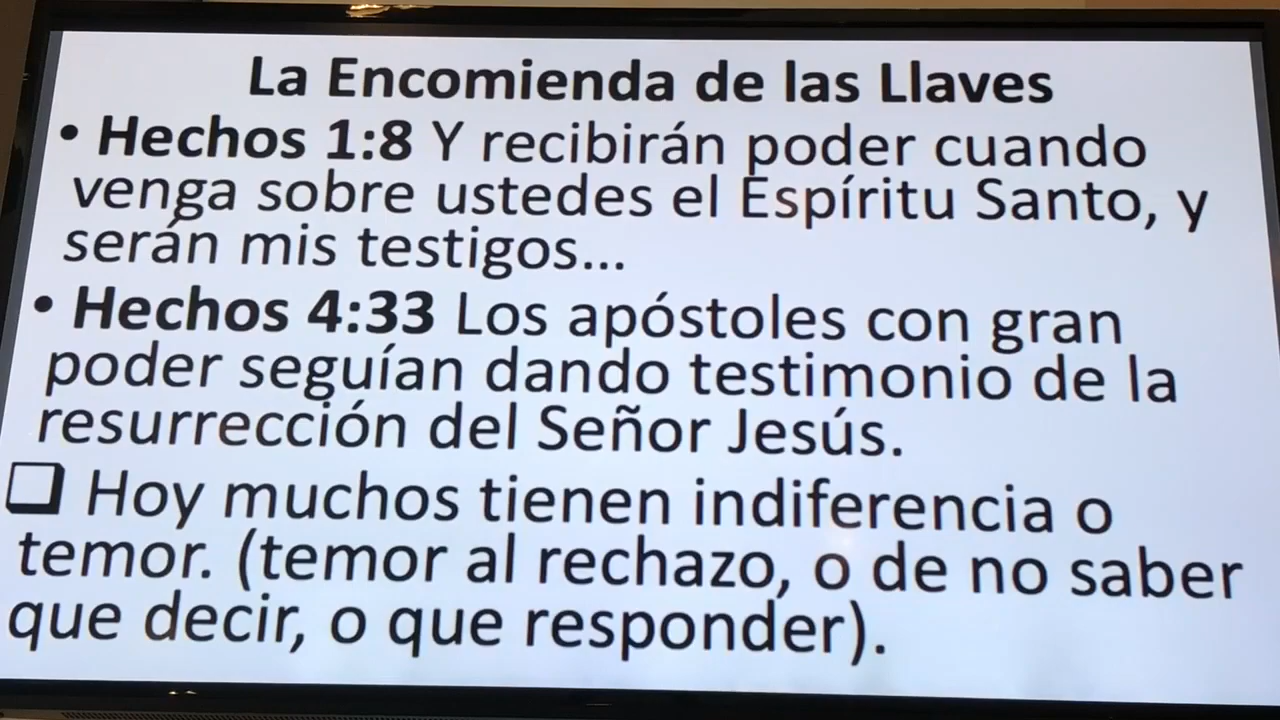 La Encomienda de las Llaves
• Hechos 1:8 Y recibirán poder cuando
venga sobre ustedes el Espíritu Santo, y
serán mis testigos...
• Hechos 4:33 Los apóstoles con gran
poder seguían dando testimonio de la
resurrección del Señor Jesús.
❑ Hoy muchos tienen indiferencia o
temor. (temor al rechazo, o de no saber
que decir, o que responder).